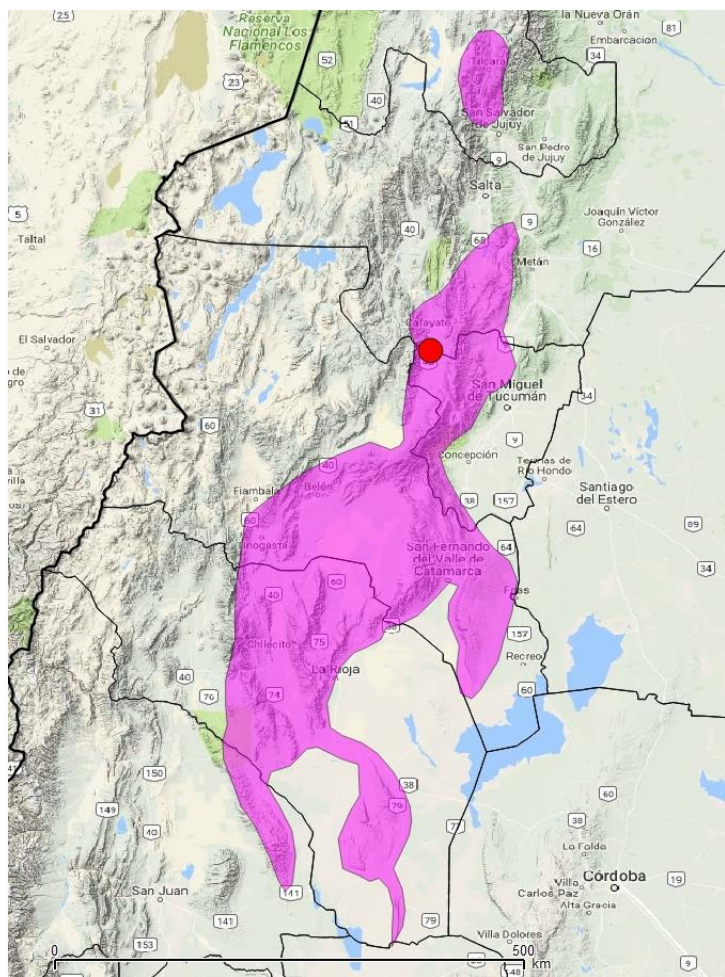 25
Reserva
Nacional Los
Flamencos
la Nueva Orán
81
Embarcacion
52
34
Tilcara
23
40
51
San Salvador
de Jujuy
San Pedro
de Jujuy
9
5
Salta
Taltal
40
68
9
Joaquín Víctor
González
16
Metán
El Salvador
Cafayate
31
60
San Miguel
de Tucumán
34
9
40
Concepción
Termas de
Río Hondo
Fiambala
Belén
Santiago
del Estero
38
157
60
Tinogasta
64
89
San Fernando
del Valle de
Catamarca
64
34
60
40
Frías
Chilecito
75
38
157
La Rioja
Recreo
40
76
74
60
150
38
149
79
77
60
40
38
La Falda
Villa
Carlos Paz
Córdoba
19
San Juan
141
Alta Gracia
141
79
153
Villa Dolores
9
0
500
km
148